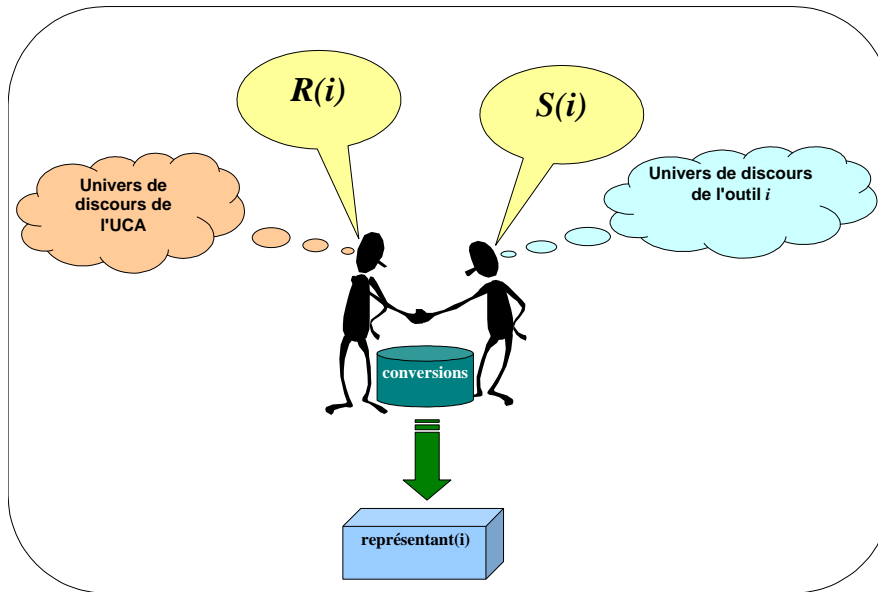 R(i)
S(i)
Univers de
discours de
l'UCA
Univers de discours
de l'outil i
conversions
représentant(i)